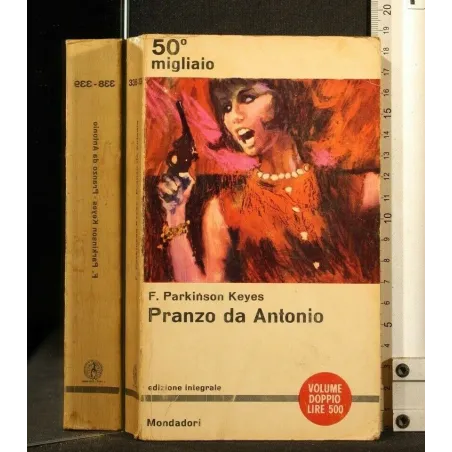 50º
migliaio
F. Parkinson Keyes
Pranzo da Antonio
edizione integrale
Mondadori
VOLUME
DOPPIO
LIRE 500
338-339
F. Parkinson Keyes - Pranzo da Antonio